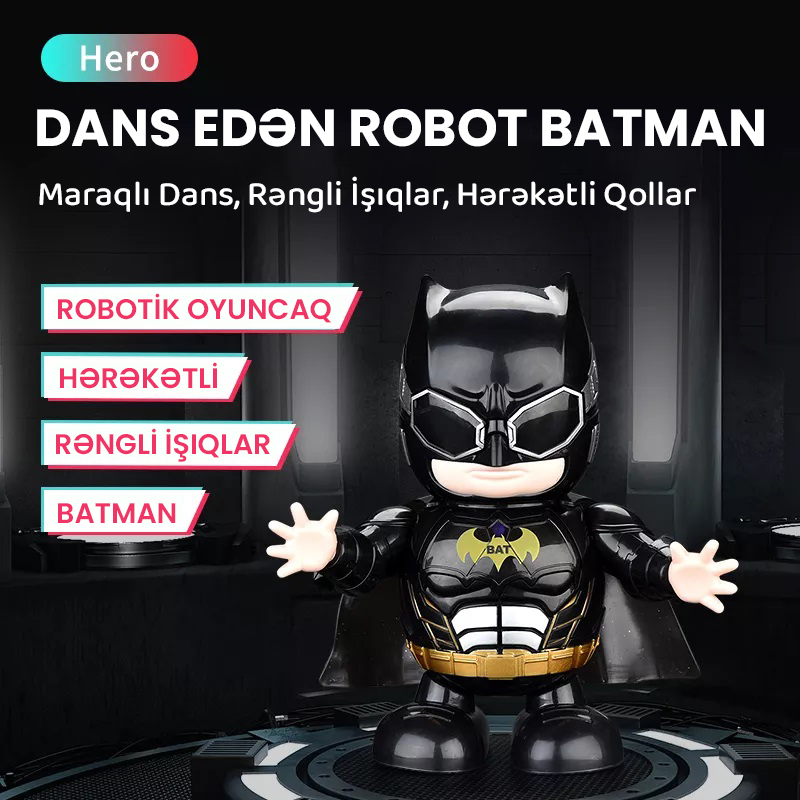 Hero
DANS EDƏN ROBOT BATMAN
Maraqlı Dans, Rəngli İşıqlar, Hərəkətli Qollar
ROBOTİK OYUNCAQ
HƏRƏKƏTLİ
RƏNGLİ İŞIQLAR
BATMAN
BAT